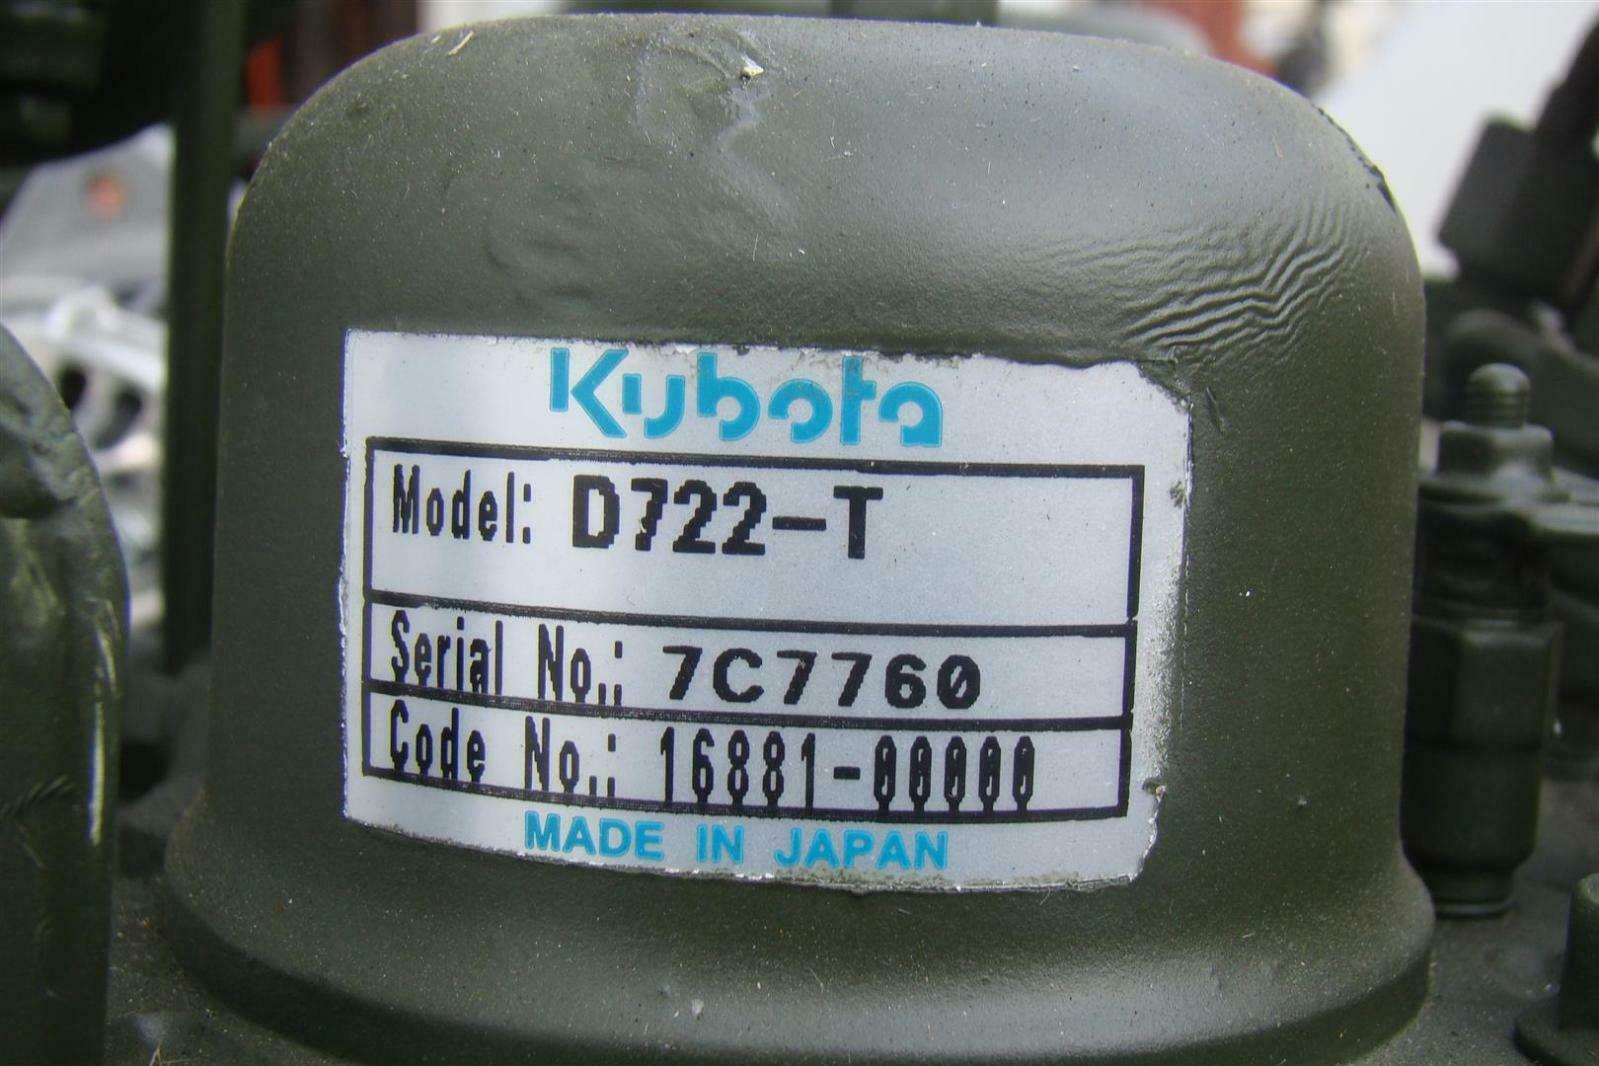 Kubota
Model: D722-T
Serial No.: 7C7760
Code No.: 16881-00000
MADE IN JAPAN